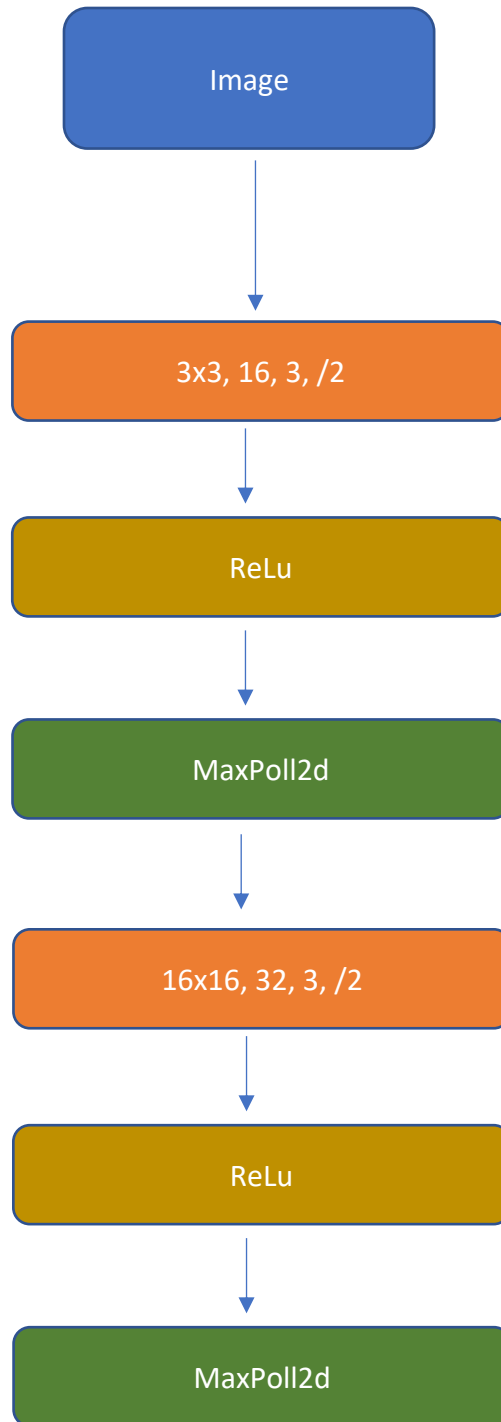 Image
3x3, 16, 3, /2
ReLu
MaxPoll2d
16x16, 32, 3, /2
ReLu
MaxPoll2d